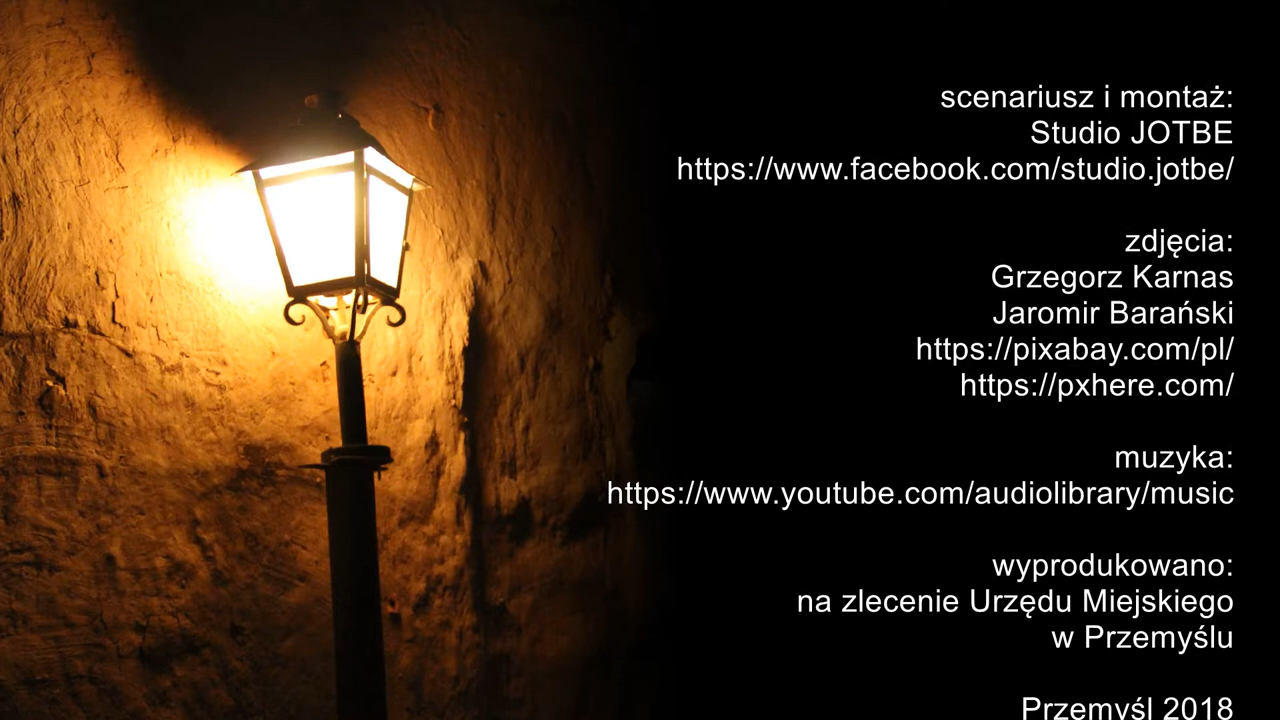 scenariusz i montaż:
Studio JOTBE
https://www.facebook.com/studio.jotbe/
zdjęcia:
Grzegorz Karnas
Jaromir Barański
https://pixabay.com/pl/
https://pxhere.com/
muzyka:
https://www.youtube.com/audiolibrary/music
wyprodukowano:
na zlecenie Urzędu Miejskiego
w Przemyślu
Przemyśl 2018